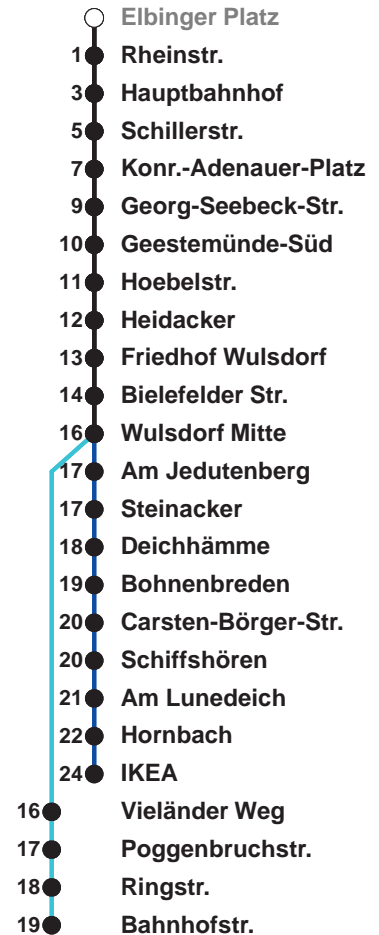 Elbinger Platz
1 Rheinstr.
3 Hauptbahnhof
5 Schillerstr.
7 Konr.-Adenauer-Platz
9 Georg-Seebeck-Str.
10 Geestemünde-Süd
11 Hoebelstr.
12 Heidacker
13 Friedhof Wulsdorf
14 Bielefelder Str.
16 Wulsdorf Mitte
17 Am Jedutenberg
17 Steinacker
18 Deichhämme
19 Bohnenbreden
20 Carsten-Börger-Str.
20 Schiffshören
21 Am Lunedeich
22 Hornbach
24 IKEA
16 Vieländer Weg
17 Poggenbruchstr.
18 Ringstr.
19 Bahnhofstr.